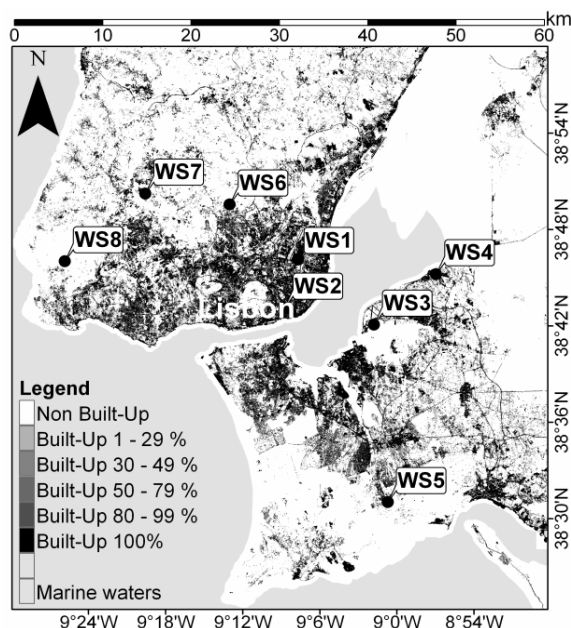 0 10 20 30 40 50 60 km
N
38°54'N
WS7
WS6
38°48'N
WS8
WS1
WS4
WS2
WS3
Lisbon
38°42'N
Legend
Non Built-Up
Built-Up 1 - 29 %
38°36'N
Built-Up 30 - 49 %
Built-Up 50 - 79 %
WS5
Built-Up 80 - 99 %
38°30'N
Built-Up 100%
Marine waters
9°24'W 9°18'W 9°12'W 9°6'W 9°0'W 8°54'W